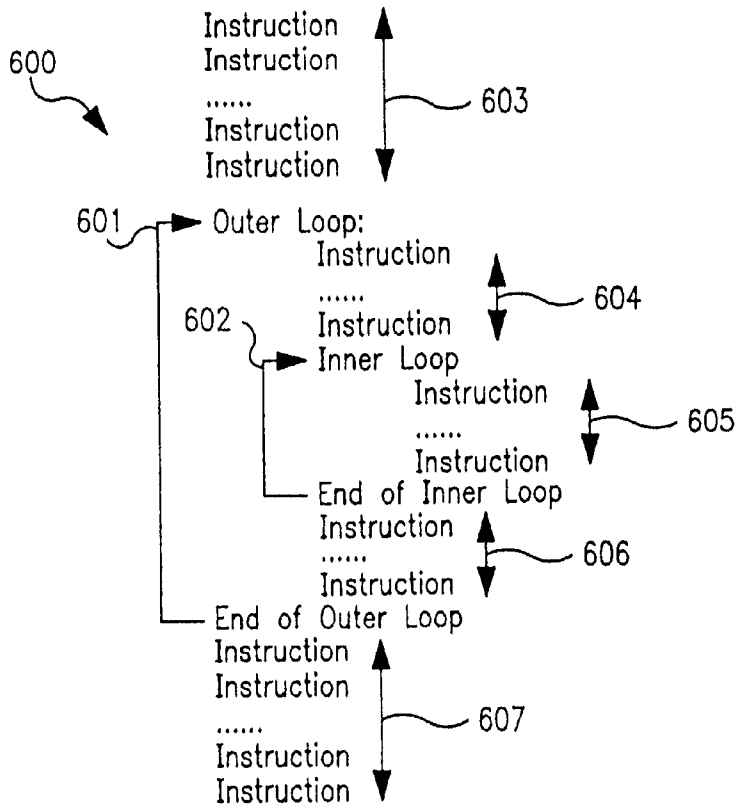 Instruction
Instruction
600
......
603
Instruction
Instruction
601
Outer Loop:
Instruction
......
604
602
Instruction
Inner Loop
Instruction
......
605
Instruction
End of Inner Loop
Instruction
......
606
Instruction
End of Outer Loop
Instruction
Instruction
......
607
Instruction
Instruction